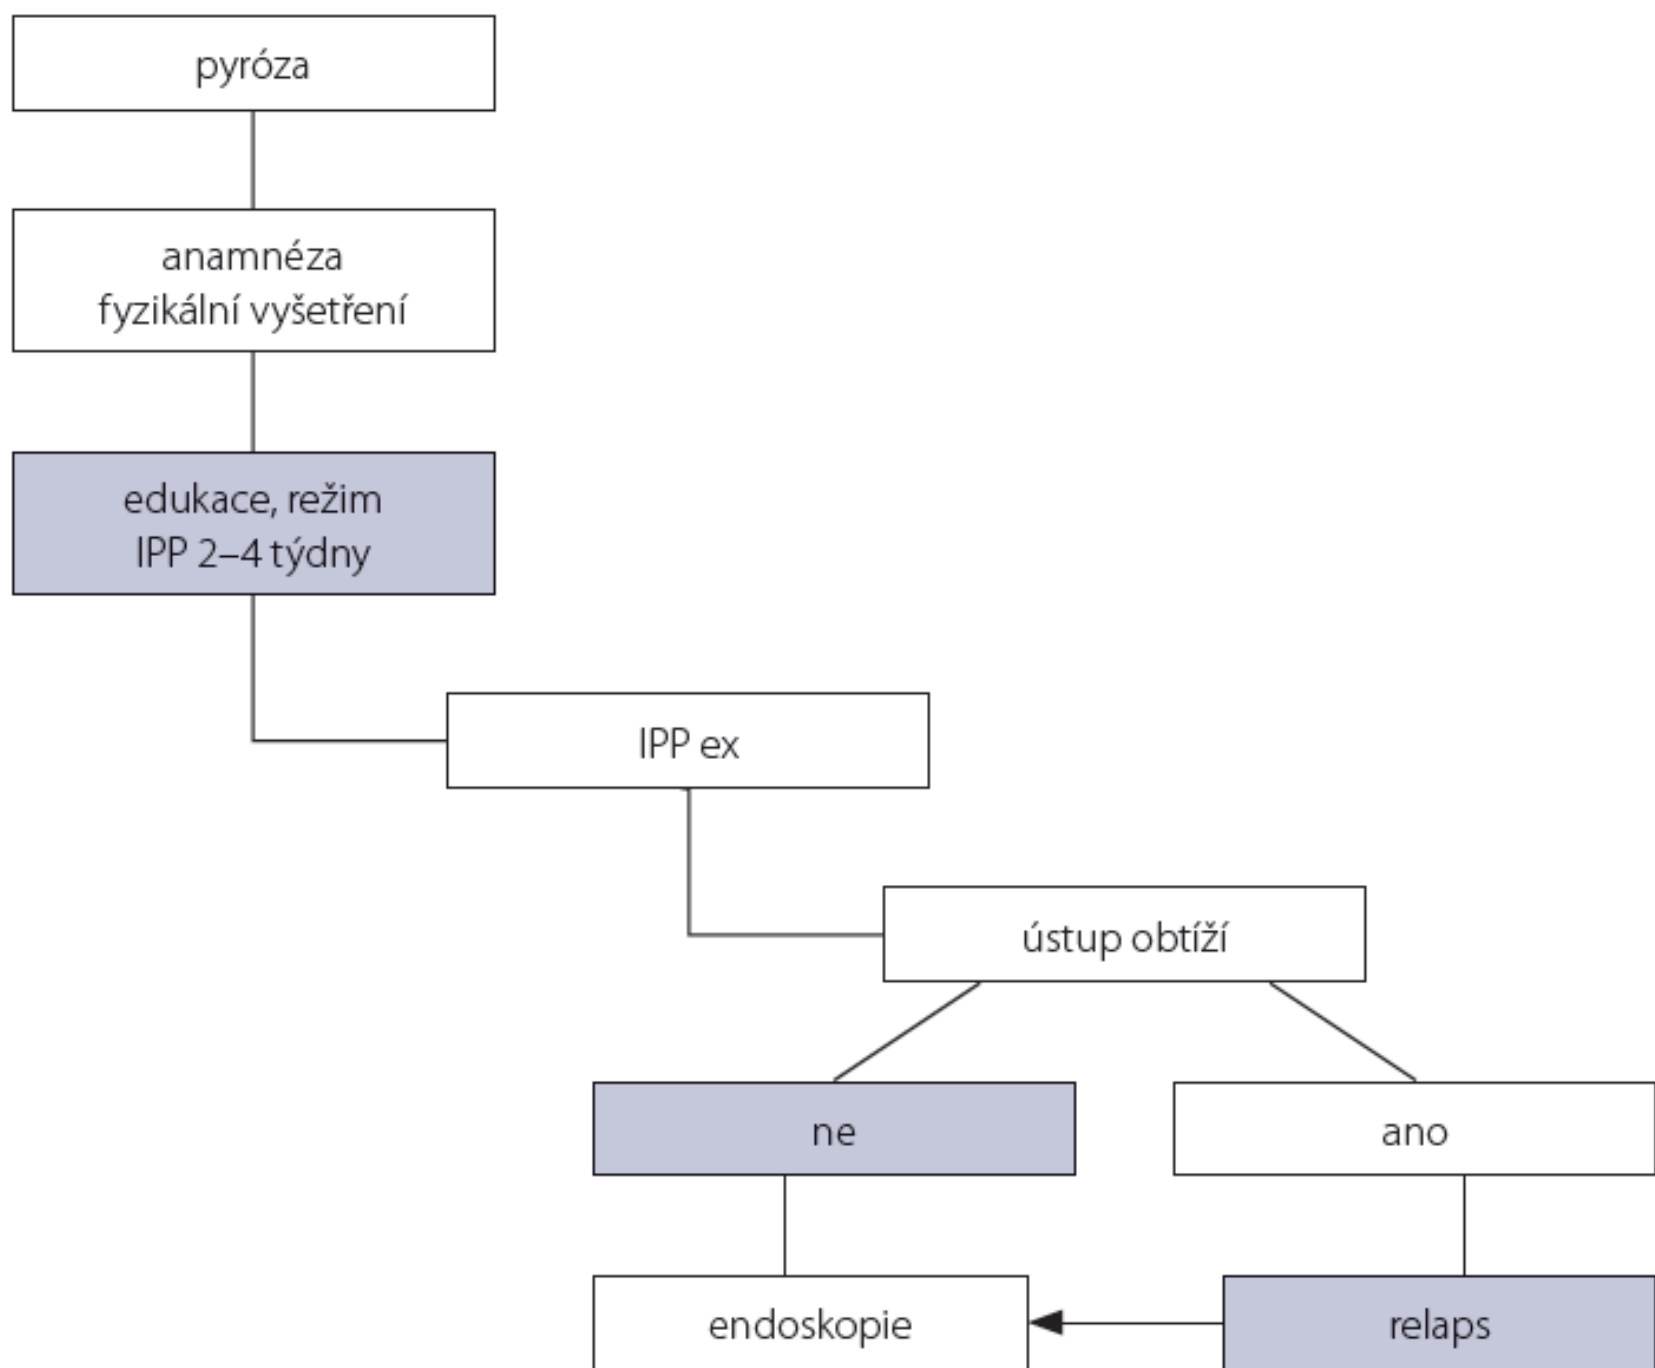 pyróza
anamnéza
fyzikální vyšetření
edukace, režim
IPP 2–4 týdny
IPP ex
ústup obtíží
ne
ano
endoskopie
relaps